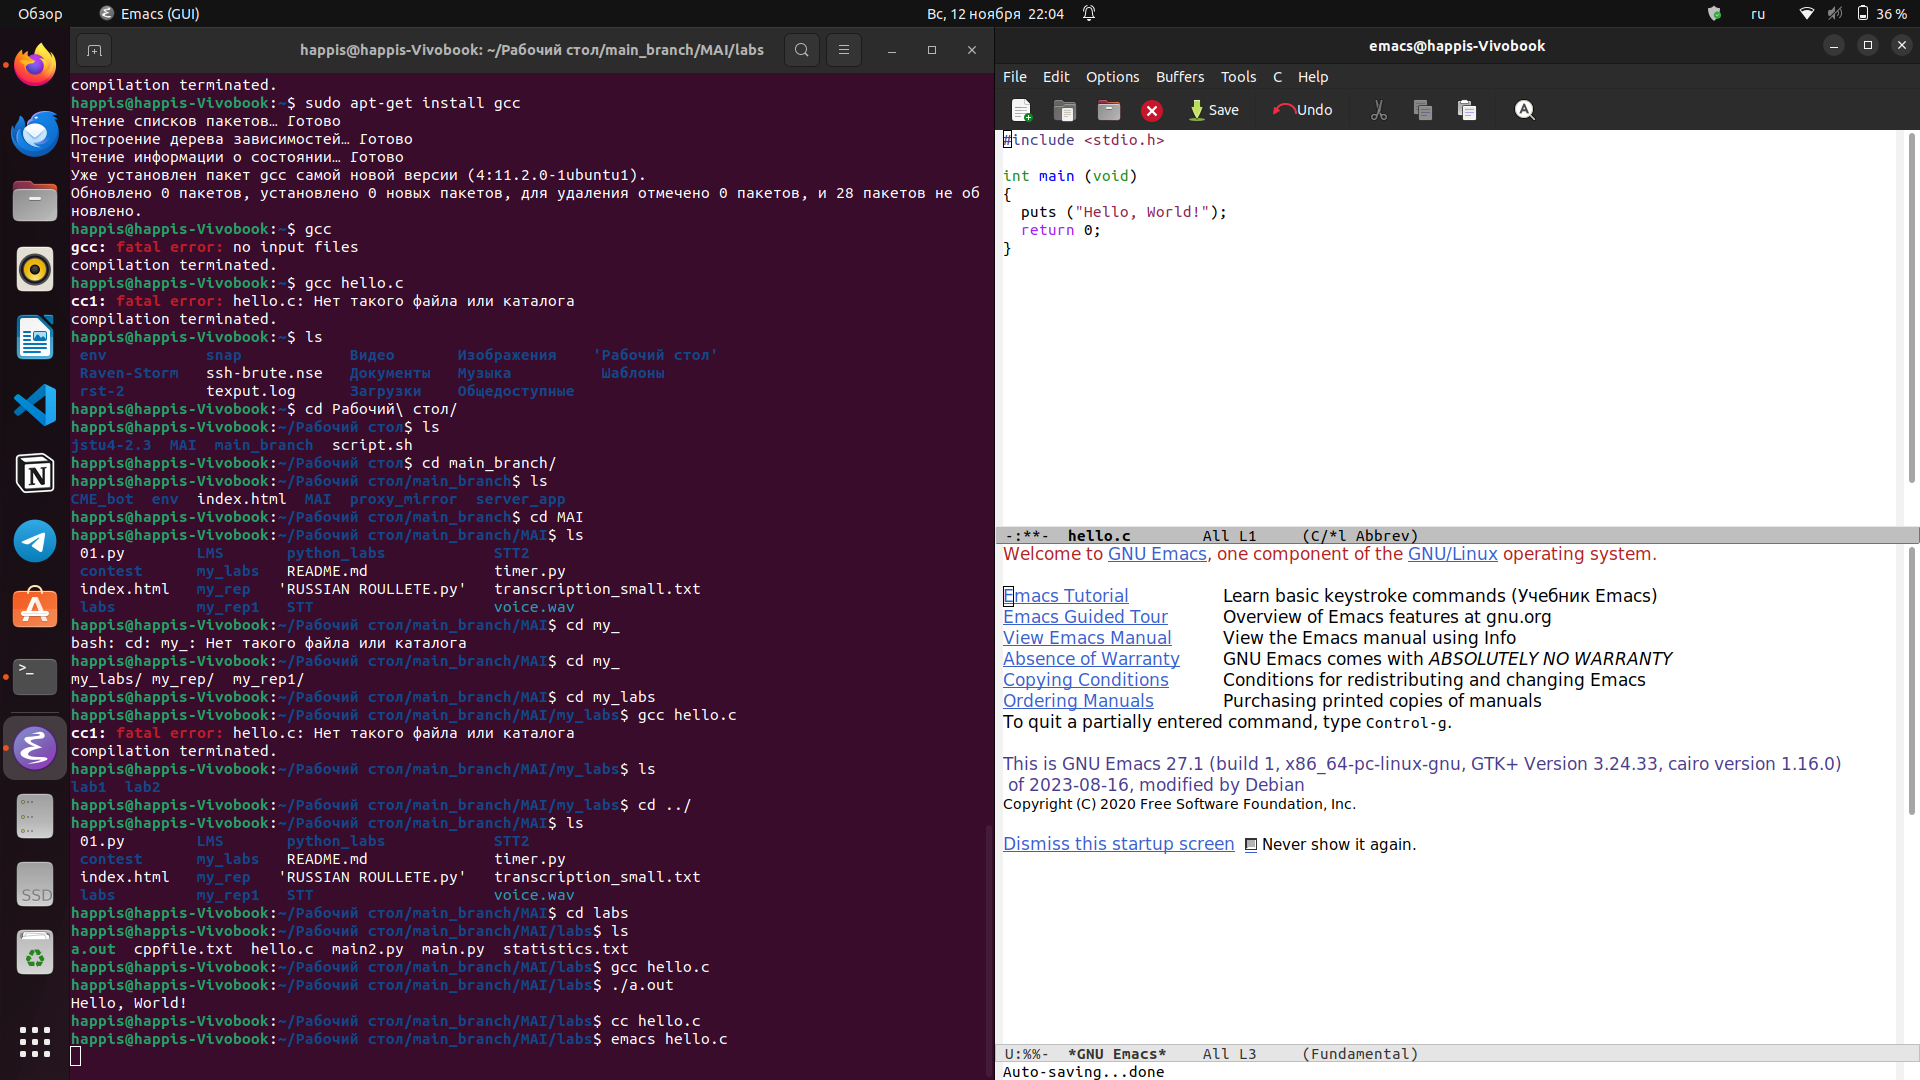 Обзор
Emacs (GUI)
Вс, 12 ноября 22:04
ru
36 %
happis@happis-Vivobook: ~/Рабочий стол/main_branch/MAI/labs
compilation terminated.
happis@happis-Vivobook:~$ sudo apt-get install gcc
Чтение списков пакетов… Готово
Построение дерева зависимостей… Готово
Чтение информации о состоянии… Готово
Уже установлен пакет gcc самой новой версии (4:11.2.0-1ubuntu1).
Обновлено 0 пакетов, установлено 0 новых пакетов, для удаления отмечено 0 пакетов, и 28 пакетов не об
новлено.
happis@happis-Vivobook:~$ gcc
gcc: fatal error: no input files
compilation terminated.
happis@happis-Vivobook:~$ gcc hello.c
cc1: fatal error: hello.c: Нет такого файла или каталога
compilation terminated.
happis@happis-Vivobook:~$ ls
env snap Видео Изображения 'Рабочий стол'
Raven-Storm ssh-brute.nse Документы Музыка Шаблоны
rst-2 texput.log Загрузки Общедоступные
happis@happis-Vivobook:~$ cd Рабочий\ стол/
happis@happis-Vivobook:~/Рабочий стол$ ls
jstu4-2.3 MAI main_branch script.sh
happis@happis-Vivobook:~/Рабочий стол$ cd main_branch/
happis@happis-Vivobook:~/Рабочий стол/main_branch$ ls
CME_bot env index.html MAI proxy_mirror server_app
happis@happis-Vivobook:~/Рабочий стол/main_branch$ cd MAI
happis@happis-Vivobook:~/Рабочий стол/main_branch/MAI$ ls
01.py LMS python_labs STT2
contest my_labs README.md timer.py
index.html my_rep 'RUSSIAN ROULLETE.py' transcription_small.txt
labs my_rep1 STT voice.wav
happis@happis-Vivobook:~/Рабочий стол/main_branch/MAI$ cd my_
bash: cd: my_: Нет такого файла или каталога
happis@happis-Vivobook:~/Рабочий стол/main_branch/MAI$ cd my_
my_labs/ my_rep/ my_rep1/
happis@happis-Vivobook:~/Рабочий стол/main_branch/MAI$ cd my_labs
happis@happis-Vivobook:~/Рабочий стол/main_branch/MAI/my_labs$ gcc hello.c
cc1: fatal error: hello.c: Нет такого файла или каталога
compilation terminated.
happis@happis-Vivobook:~/Рабочий стол/main_branch/MAI/my_labs$ ls
lab1 lab2
happis@happis-Vivobook:~/Рабочий стол/main_branch/MAI/my_labs$ cd ../
happis@happis-Vivobook:~/Рабочий стол/main_branch/MAI$ ls
01.py LMS python_labs STT2
contest my_labs README.md timer.py
index.html my_rep 'RUSSIAN ROULLETE.py' transcription_small.txt
labs my_rep1 STT voice.wav
happis@happis-Vivobook:~/Рабочий стол/main_branch/MAI$ cd labs
happis@happis-Vivobook:~/Рабочий стол/main_branch/MAI/labs$ ls
a.out cppfile.txt hello.c main2.py main.py statistics.txt
happis@happis-Vivobook:~/Рабочий стол/main_branch/MAI/labs$ gcc hello.c
happis@happis-Vivobook:~/Рабочий стол/main_branch/MAI/labs$ ./a.out
Hello, World!
happis@happis-Vivobook:~/Рабочий стол/main_branch/MAI/labs$ cc hello.c
happis@happis-Vivobook:~/Рабочий стол/main_branch/MAI/labs$ emacs hello.c
SSD
emacs@happis-Vivobook
File Edit Options Buffers Tools C Help
Save Undo
#include <stdio.h>
int main (void)
{
puts ("Hello, World!");
return 0;
}
-:**- hello.c All L1 (C/*l Abbrev)
Welcome to GNU Emacs, one component of the GNU/Linux operating system.
Emacs Tutorial Learn basic keystroke commands (Учебник Emacs)
Emacs Guided Tour Overview of Emacs features at gnu.org
View Emacs Manual View the Emacs manual using Info
Absence of Warranty GNU Emacs comes with ABSOLUTELY NO WARRANTY
Copying Conditions Conditions for redistributing and changing Emacs
Ordering Manuals Purchasing printed copies of manuals
To quit a partially entered command, type Control-g.
This is GNU Emacs 27.1 (build 1, x86_64-pc-linux-gnu, GTK+ Version 3.24.33, cairo version 1.16.0)
of 2023-08-16, modified by Debian
Copyright (C) 2020 Free Software Foundation, Inc.
Dismiss this startup screen Never show it again.
U:%%- *GNU Emacs* All L3 (Fundamental)
Auto-saving...done